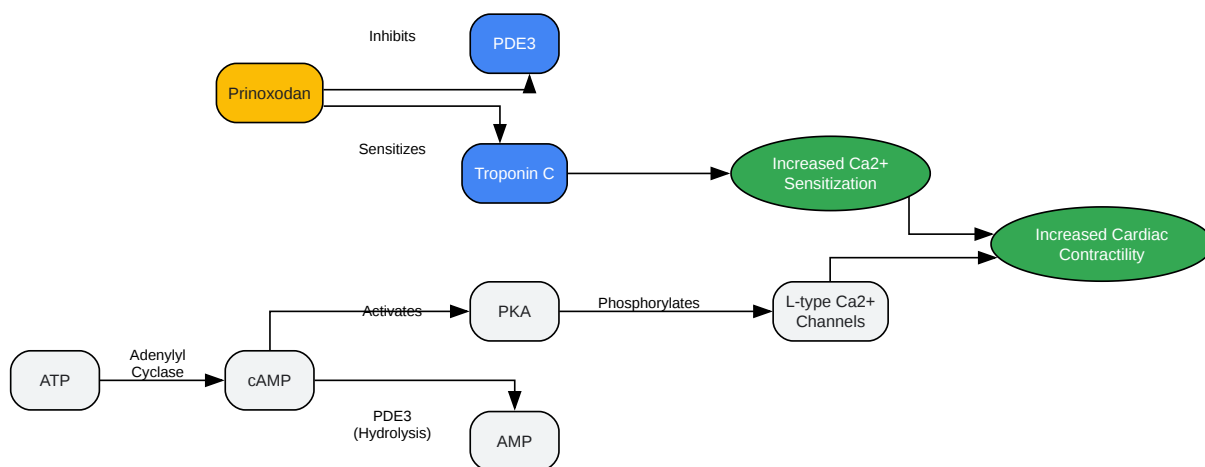 Inhibits
PDE3
Prinoxodan
Sensitizes
Troponin C
Increased Ca2+
Sensitization
Increased Cardiac
Contractility
Activates
PKA
Phosphorylates
L-type Ca2+
Channels
ATP
Adenylyl
Cyclase
cAMP
PDE3
(Hydrolysis)
AMP